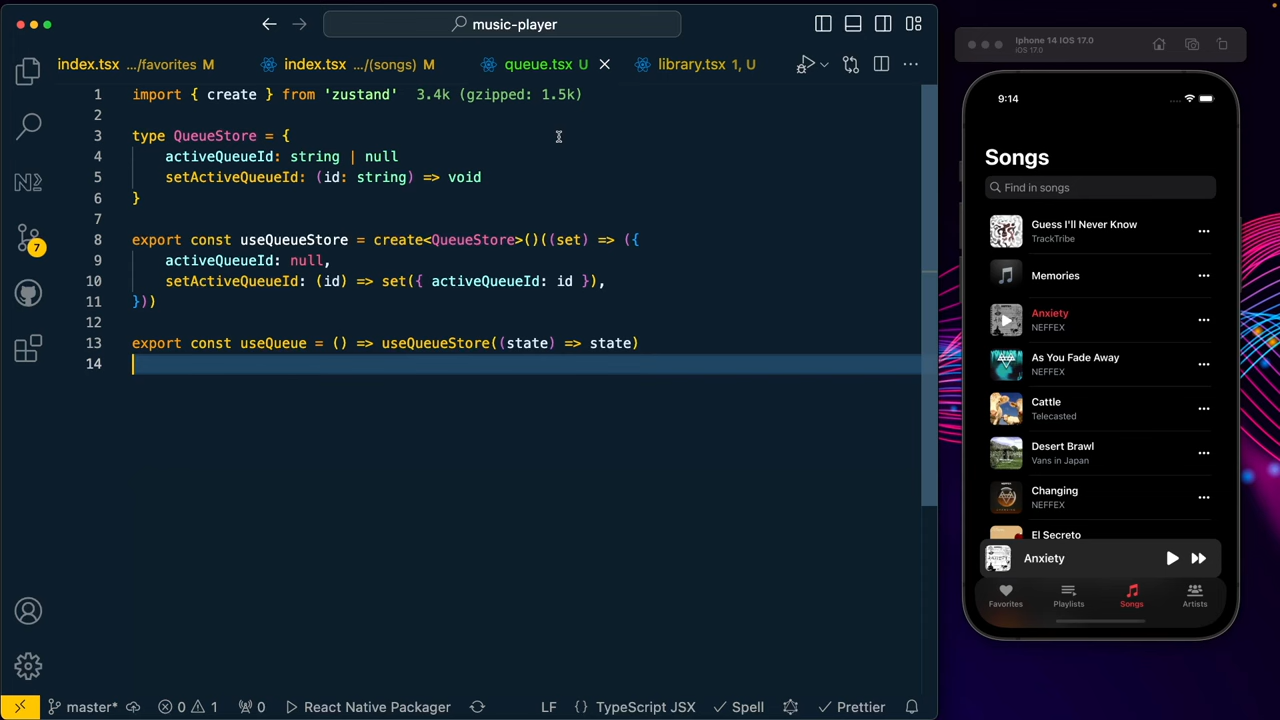 music-player
index.tsx .../favorites M
index.tsx .../(songs) M
queue.tsx U
library.tsx 1, U
1 import { create } from 'zustand' 3.4k (gzipped: 1.5k)
2
3 type QueueStore = {
4 activeQueueId: string | null
5 setActiveQueueId: (id: string) => void
6 }
7
8 export const useQueueStore = create<QueueStore>()((set) => ({
9 activeQueueId: null,
10 setActiveQueueId: (id) => set({ activeQueueId: id }),
11 }))
12
13 export const useQueue = () => useQueueStore((state) => state)
14
7
master* 0 1 0 React Native Packager LF {} TypeScript JSX Spell Prettier
Iphone 14 IOS 17.0
iOS 17.0
9:14
Songs
Find in songs
Guess I'll Never Know
TrackTribe
Memories
Anxiety
NEFFEX
As You Fade Away
NEFFEX
Cattle
Telecasted
Desert Brawl
Vans in Japan
Changing
NEFFEX
El Secreto
Anxiety
Favorites Playlists Songs Artists